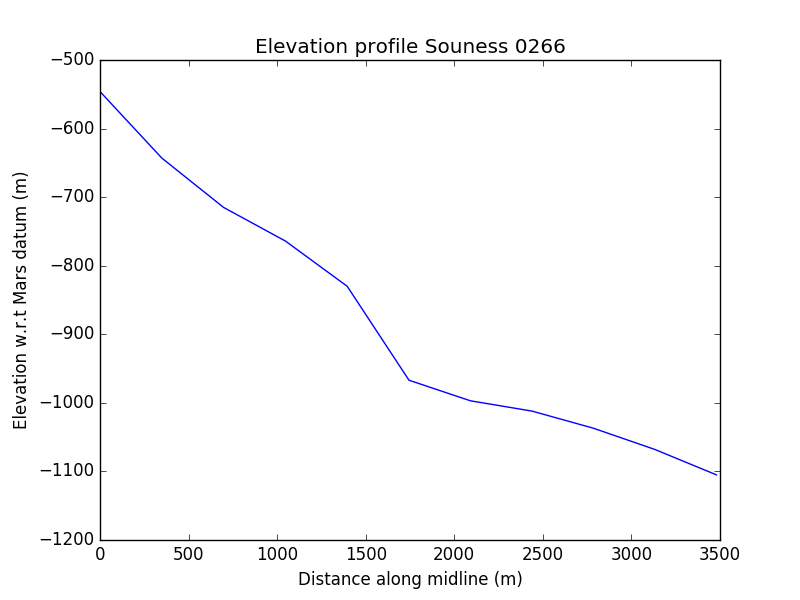 Elevation profile Souness 0266
−500
−600
−700
−800
−900
−1000
−1100
−1200
Elevation w.r.t Mars datum (m)
0 500 1000 1500 2000 2500 3000 3500
Distance along midline (m)